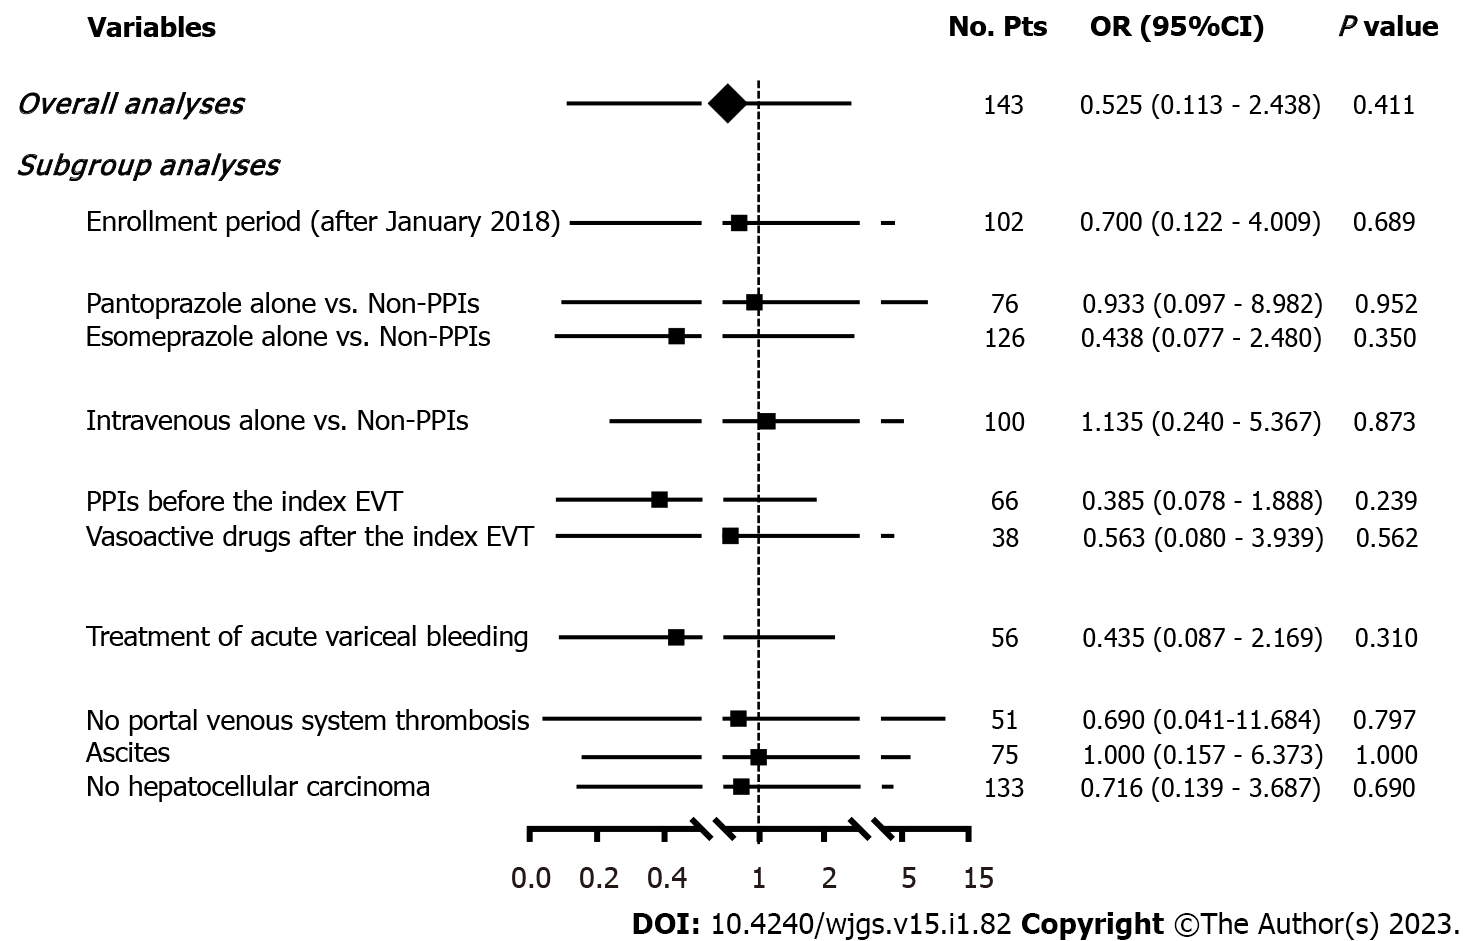 Variables No. Pts OR (95%CI) P value
Overall analyses 143 0.525 (0.113 - 2.438) 0.411
Subgroup analyses
Enrollment period (after January 2018) 102 0.700 (0.122 - 4.009) 0.689
Pantoprazole alone vs. Non-PPIs 76 0.933 (0.097 - 8.982) 0.952
Esomeprazole alone vs. Non-PPIs 126 0.438 (0.077 - 2.480) 0.350
Intravenous alone vs. Non-PPIs 100 1.135 (0.240 - 5.367) 0.873
PPIs before the index EVT 66 0.385 (0.078 - 1.888) 0.239
Vasoactive drugs after the index EVT 38 0.563 (0.080 - 3.939) 0.562
Treatment of acute variceal bleeding 56 0.435 (0.087 - 2.169) 0.310
No portal venous system thrombosis 51 0.690 (0.041-11.684) 0.797
Ascites 75 1.000 (0.157 - 6.373) 1.000
No hepatocellular carcinoma 133 0.716 (0.139 - 3.687) 0.690
0.0 0.2 0.4 1 2 5 15
DOI: 10.4240/wjgs.v15.i1.82 Copyright ©The Author(s) 2023.